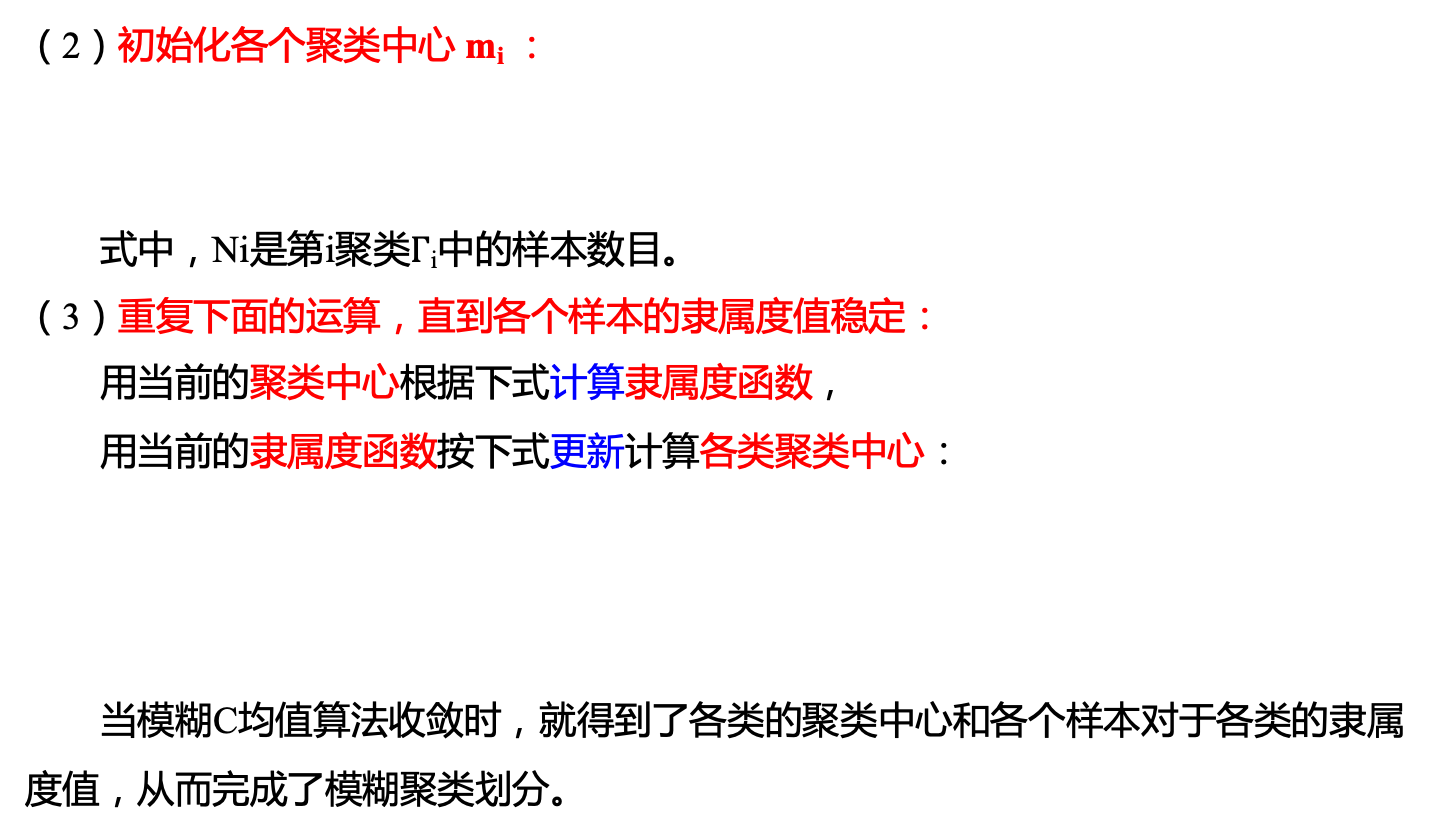 （2）初始化各个聚类中心 mi ：
式中，Ni是第i聚类Γi中的样本数目。
（3）重复下面的运算，直到各个样本的隶属度值稳定：
用当前的聚类中心根据下式计算隶属度函数，
用当前的隶属度函数按下式更新计算各类聚类中心：
当模糊C均值算法收敛时，就得到了各类的聚类中心和各个样本对于各类的隶属
度值，从而完成了模糊聚类划分。